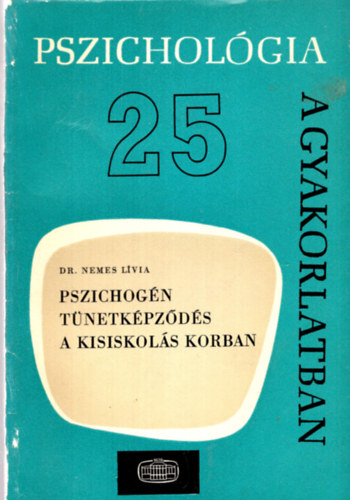 PSZICHOLÓGIA
A GYAKORLATBAN
25
DR. NEMES LÍVIA
PSZICHOGÉN
TÜNETKÉPZŐDÉS
A KISISKOLÁS KORBAN